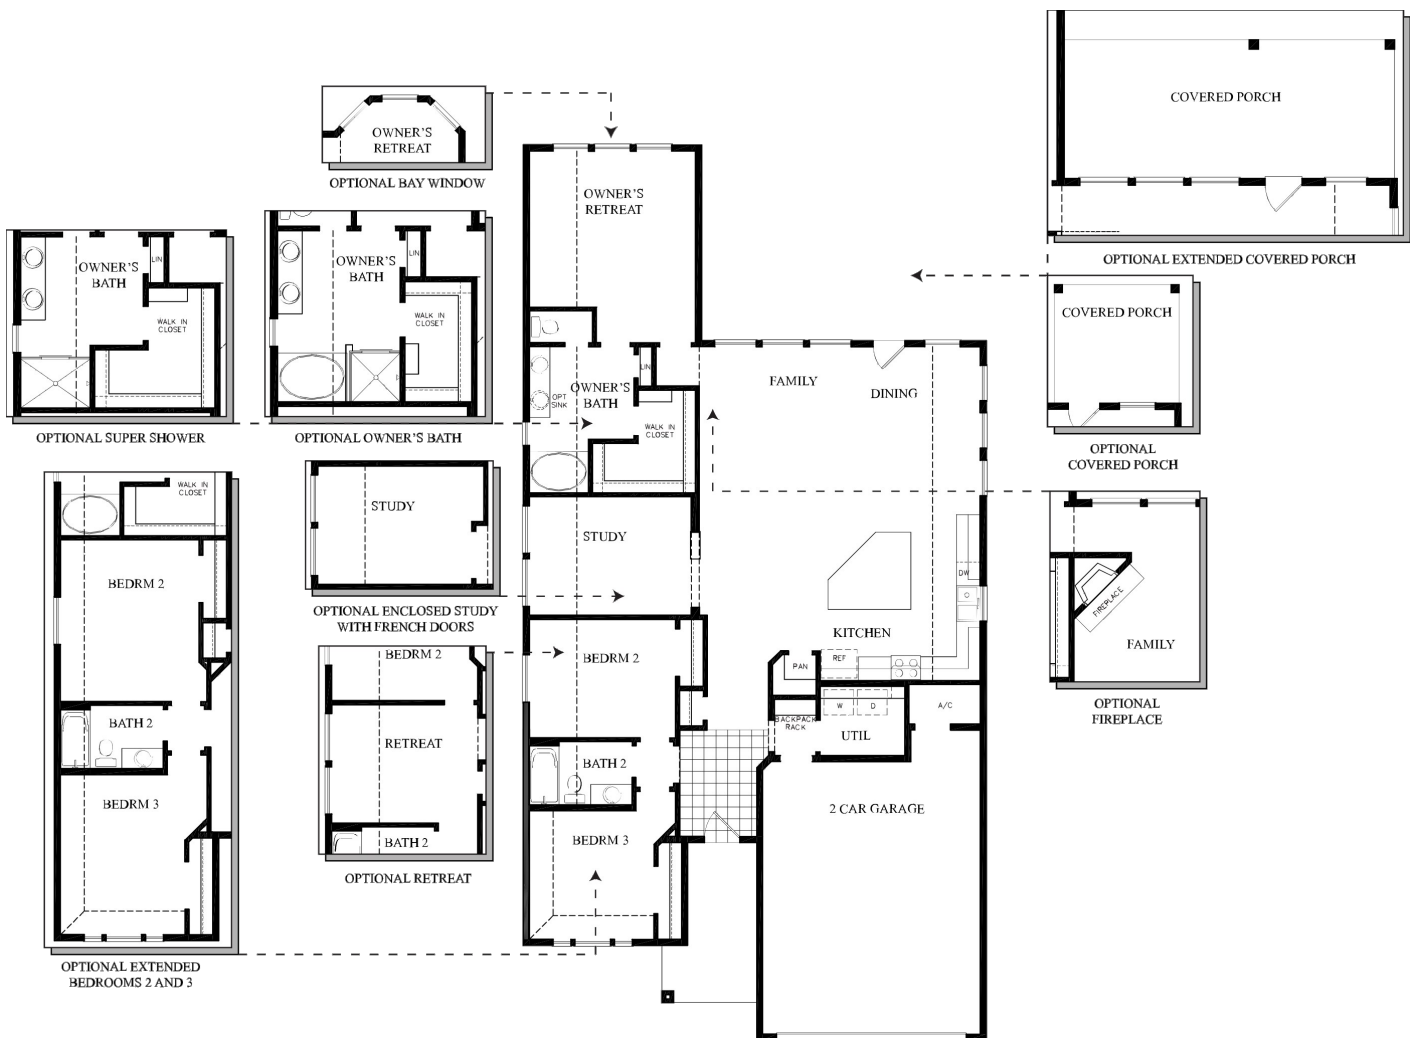 COVERED PORCH
OPTIONAL EXTENDED COVERED PORCH
OWNER'S
RETREAT
OPTIONAL BAY WINDOW
OWNER'S
RETREAT
OWNER'S
BATH
LIN
WALK IN
CLOSET
OPTIONAL SUPER SHOWER
OWNER'S
BATH
LIN
WALK IN
CLOSET
OPTIONAL OWNER'S BATH
COVERED PORCH
OPTIONAL
COVERED PORCH
FAMILY
DINING
OWNER'S
BATH
LIN
OPT
SINK
WALK IN
CLOSET
WALK IN
CLOSET
BEDRM 2
BATH 2
BEDRM 3
OPTIONAL EXTENDED
BEDROOMS 2 AND 3
STUDY
OPTIONAL ENCLOSED STUDY
WITH FRENCH DOORS
STUDY
BEDRM 2
RETREAT
BATH 2
OPTIONAL RETREAT
BEDRM 2
BATH 2
BEDRM 3
DW
KITCHEN
PAN
REF
W
D
A/C
BACKPACK
RACK
UTIL
2 CAR GARAGE
FIREPLACE
FAMILY
OPTIONAL
FIREPLACE